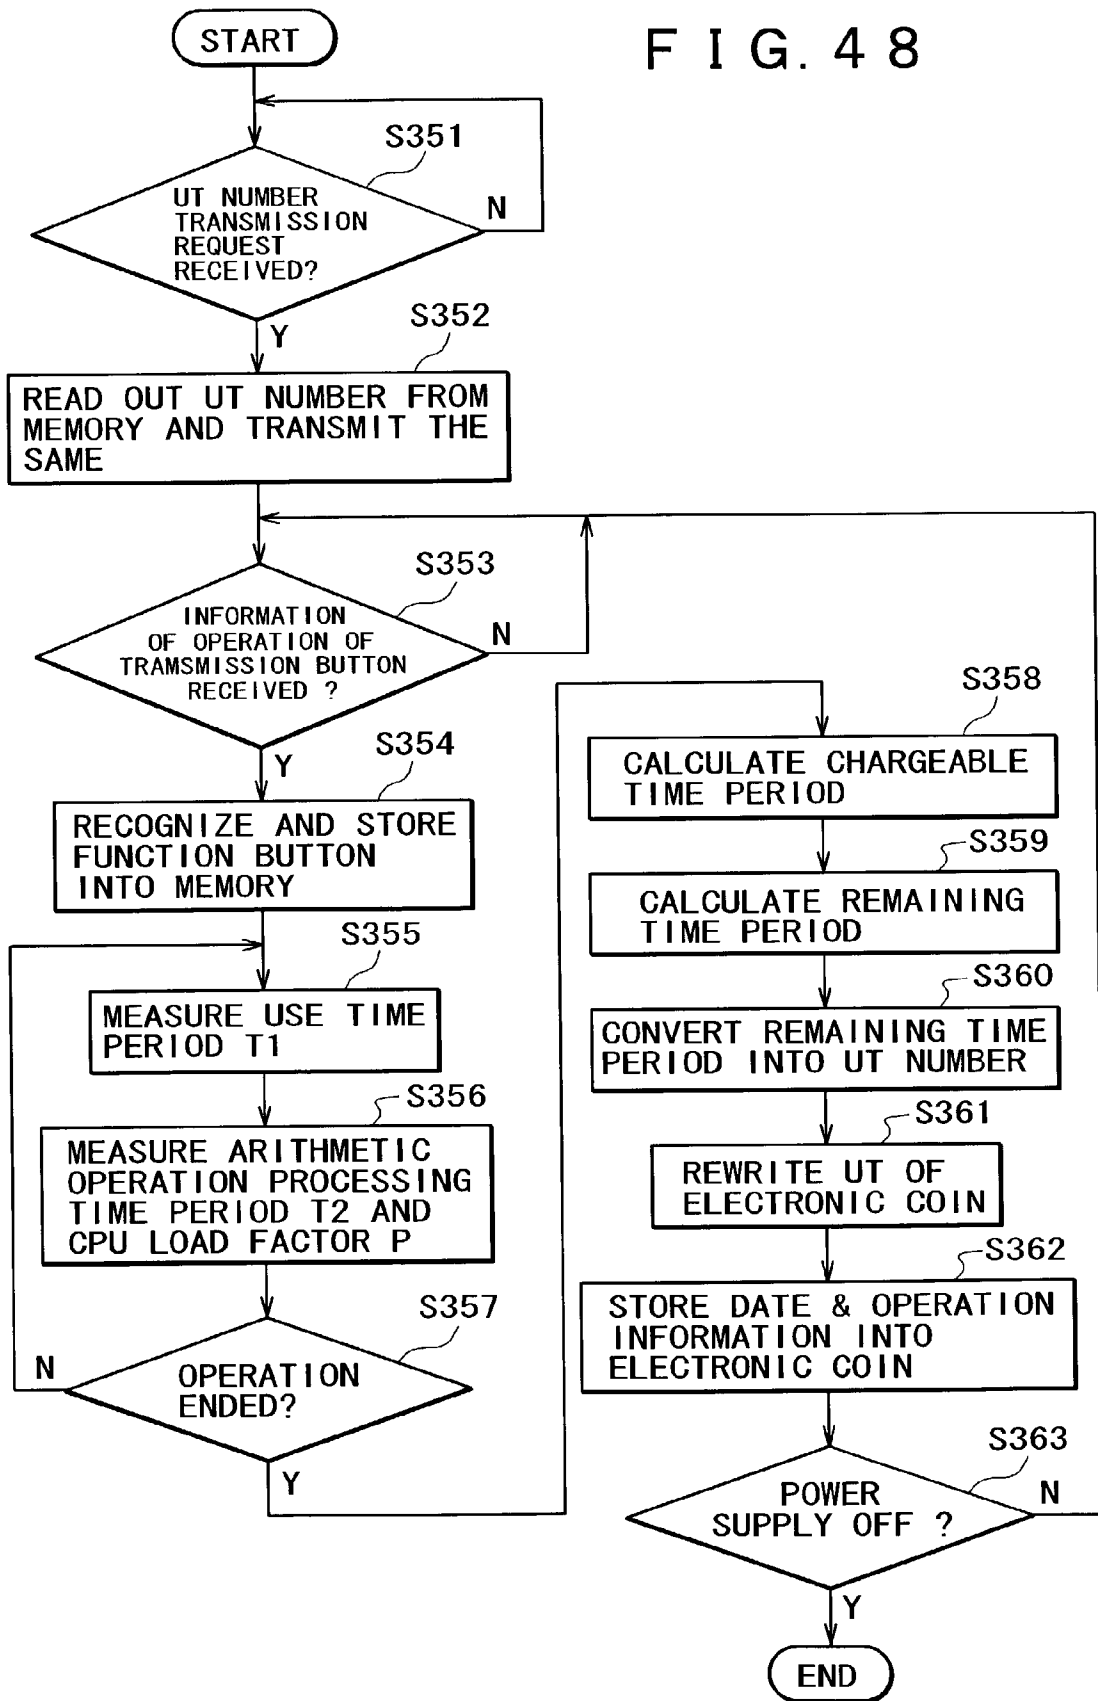 FIG. 48
START
S351
UT NUMBER
TRANSMISSION
REQUEST
RECEIVED?
N
Y
S352
READ OUT UT NUMBER FROM
MEMORY AND TRANSMIT THE
SAME
S353
INFORMATION
OF OPERATION OF
TRAMSMISSION BUTTON
RECEIVED ?
N
Y
S354
RECOGNIZE AND STORE
FUNCTION BUTTON
INTO MEMORY
S355
MEASURE USE TIME
PERIOD T1
S356
MEASURE ARITHMETIC
OPERATION PROCESSING
TIME PERIOD T2 AND
CPU LOAD FACTOR P
S357
OPERATION
ENDED?
N
Y
S358
CALCULATE CHARGEABLE
TIME PERIOD
S359
CALCULATE REMAINING
TIME PERIOD
S360
CONVERT REMAINING TIME
PERIOD INTO UT NUMBER
S361
REWRITE UT OF
ELECTRONIC COIN
S362
STORE DATE & OPERATION
INFORMATION INTO
ELECTRONIC COIN
S363
POWER
SUPPLY OFF ?
N
Y
END